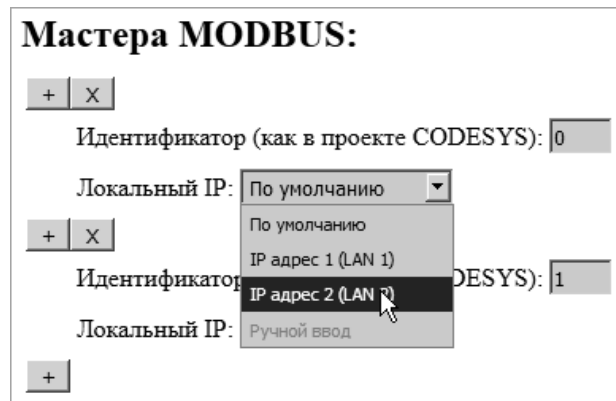 Мастера MODBUS:
+ X
Идентификатор (как в проекте CODESYS): 0
Локальный IP: По умолчанию
По умолчанию
+ X
IP адрес 1 (LAN 1)
Идентификатор DESYS): 1
IP адрес 2 (LAN 2)
Локальный IP: Ручной ввод
+